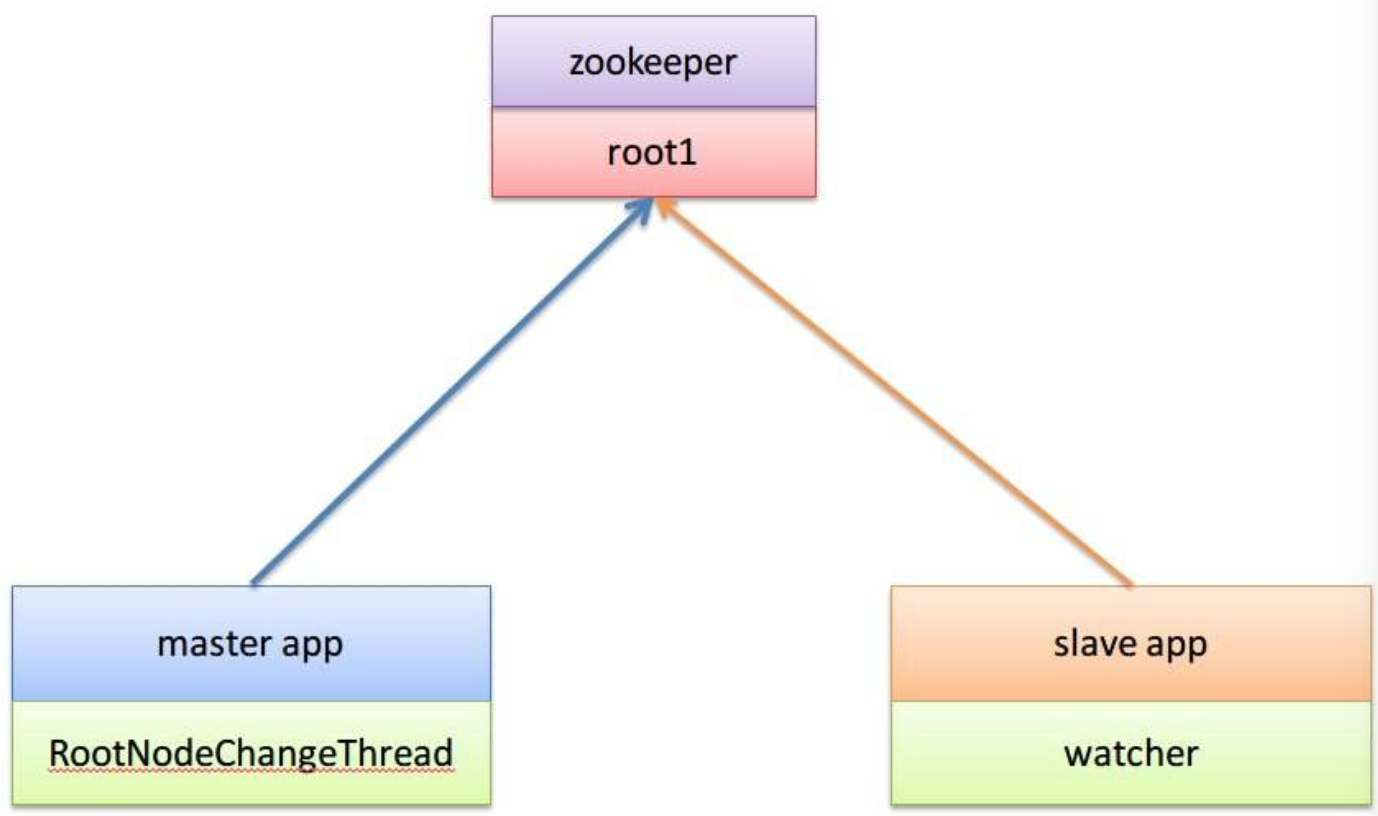 zookeeper
root1
master app
slave app
RootNodeChangeThread
watcher